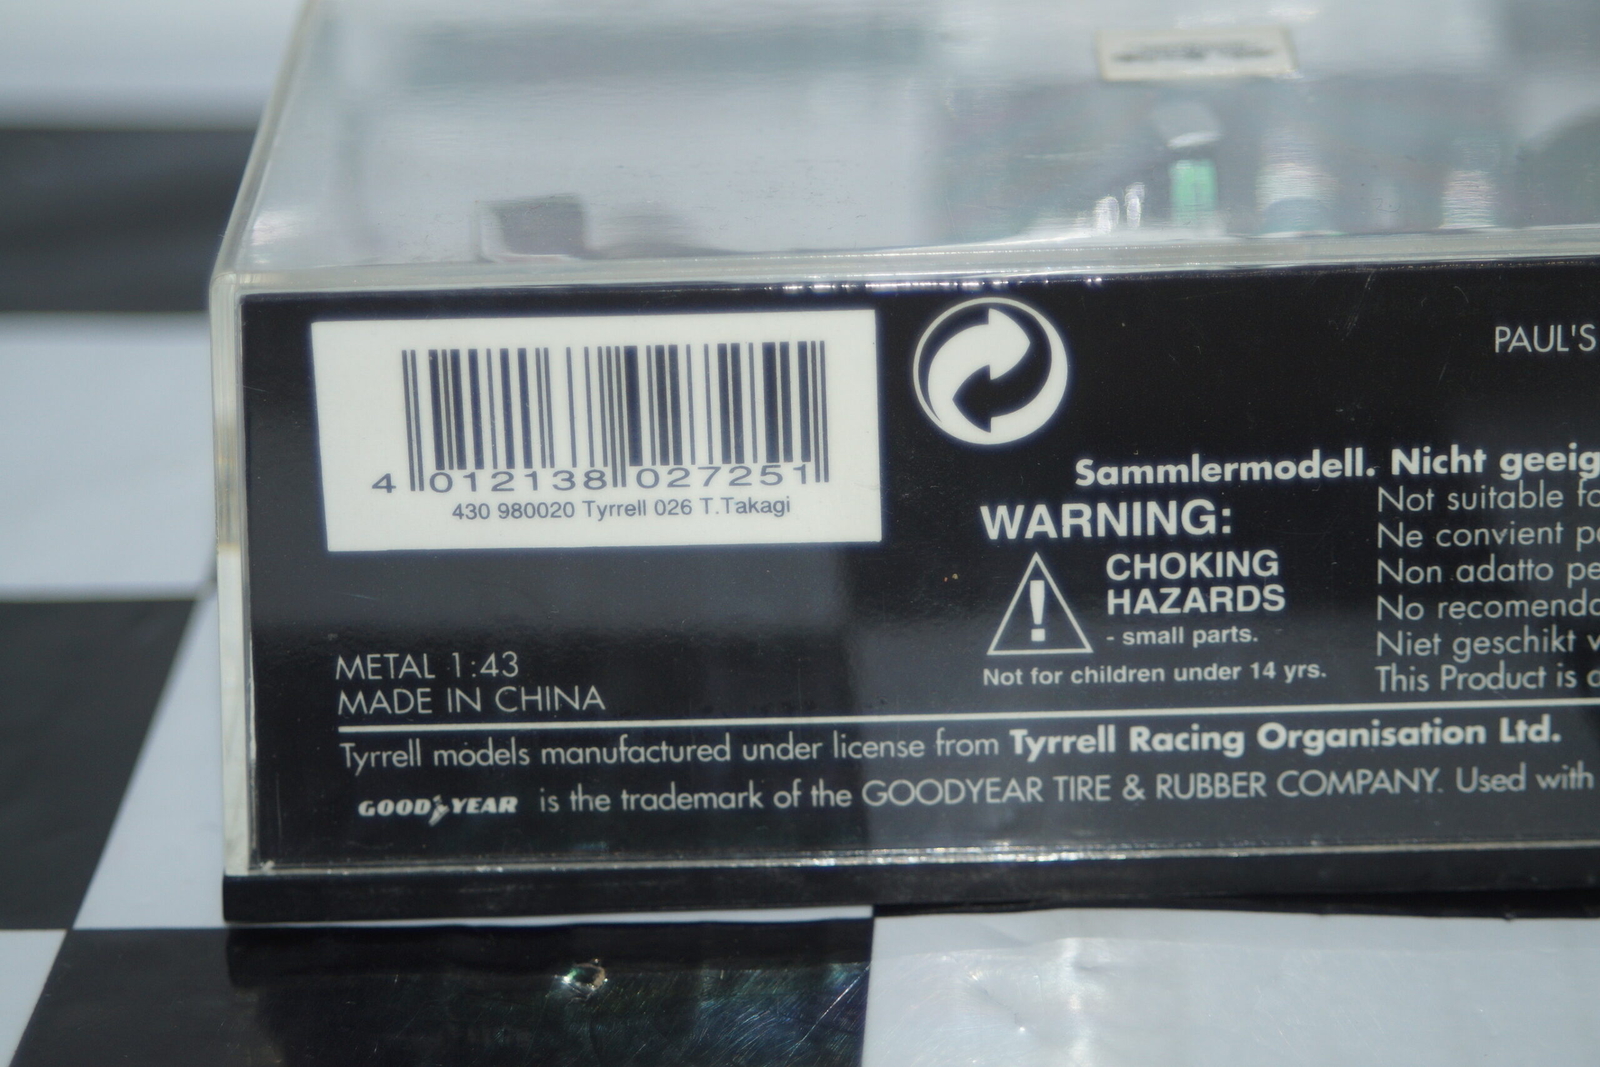 4 012138 027251
430 980020 Tyrrell 026 T.Takagi
PAUL'S
Sammlermodell. Nicht geeig
WARNING:
CHOKING
HAZARDS
- small parts.
Not for children under 14 yrs.
Not suitable fo
Ne convient pa
Non adatto pe
No recomenda
Niet geschikt v
This Product is a
METAL 1:43
MADE IN CHINA
Tyrrell models manufactured under license from Tyrrell Racing Organisation Ltd.
GOODYEAR is the trademark of the GOODYEAR TIRE & RUBBER COMPANY. Used with